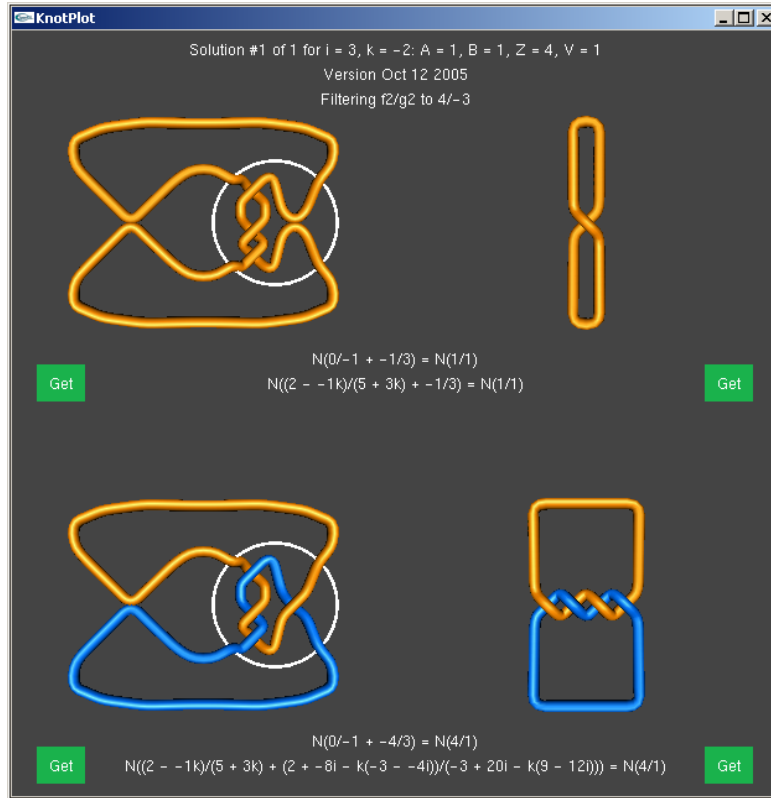 KnotPlot
Solution #1 of 1 for i = 3, k = −2: A = 1, B = 1, Z = 4, V = 1
Version Oct 12 2005
Filtering f2/g2 to 4/−3
N(0/−1 + −1/3) = N(1/1)
Get
N((2 − −1k)/(5 + 3k) + −1/3) = N(1/1)
Get
N(0/−1 + −4/3) = N(4/1)
Get
N((2 − −1k)/(5 + 3k) + (2 + −8i − k(−3 − −4i))/(−3 + 20i − k(9 − 12i))) = N(4/1)
Get